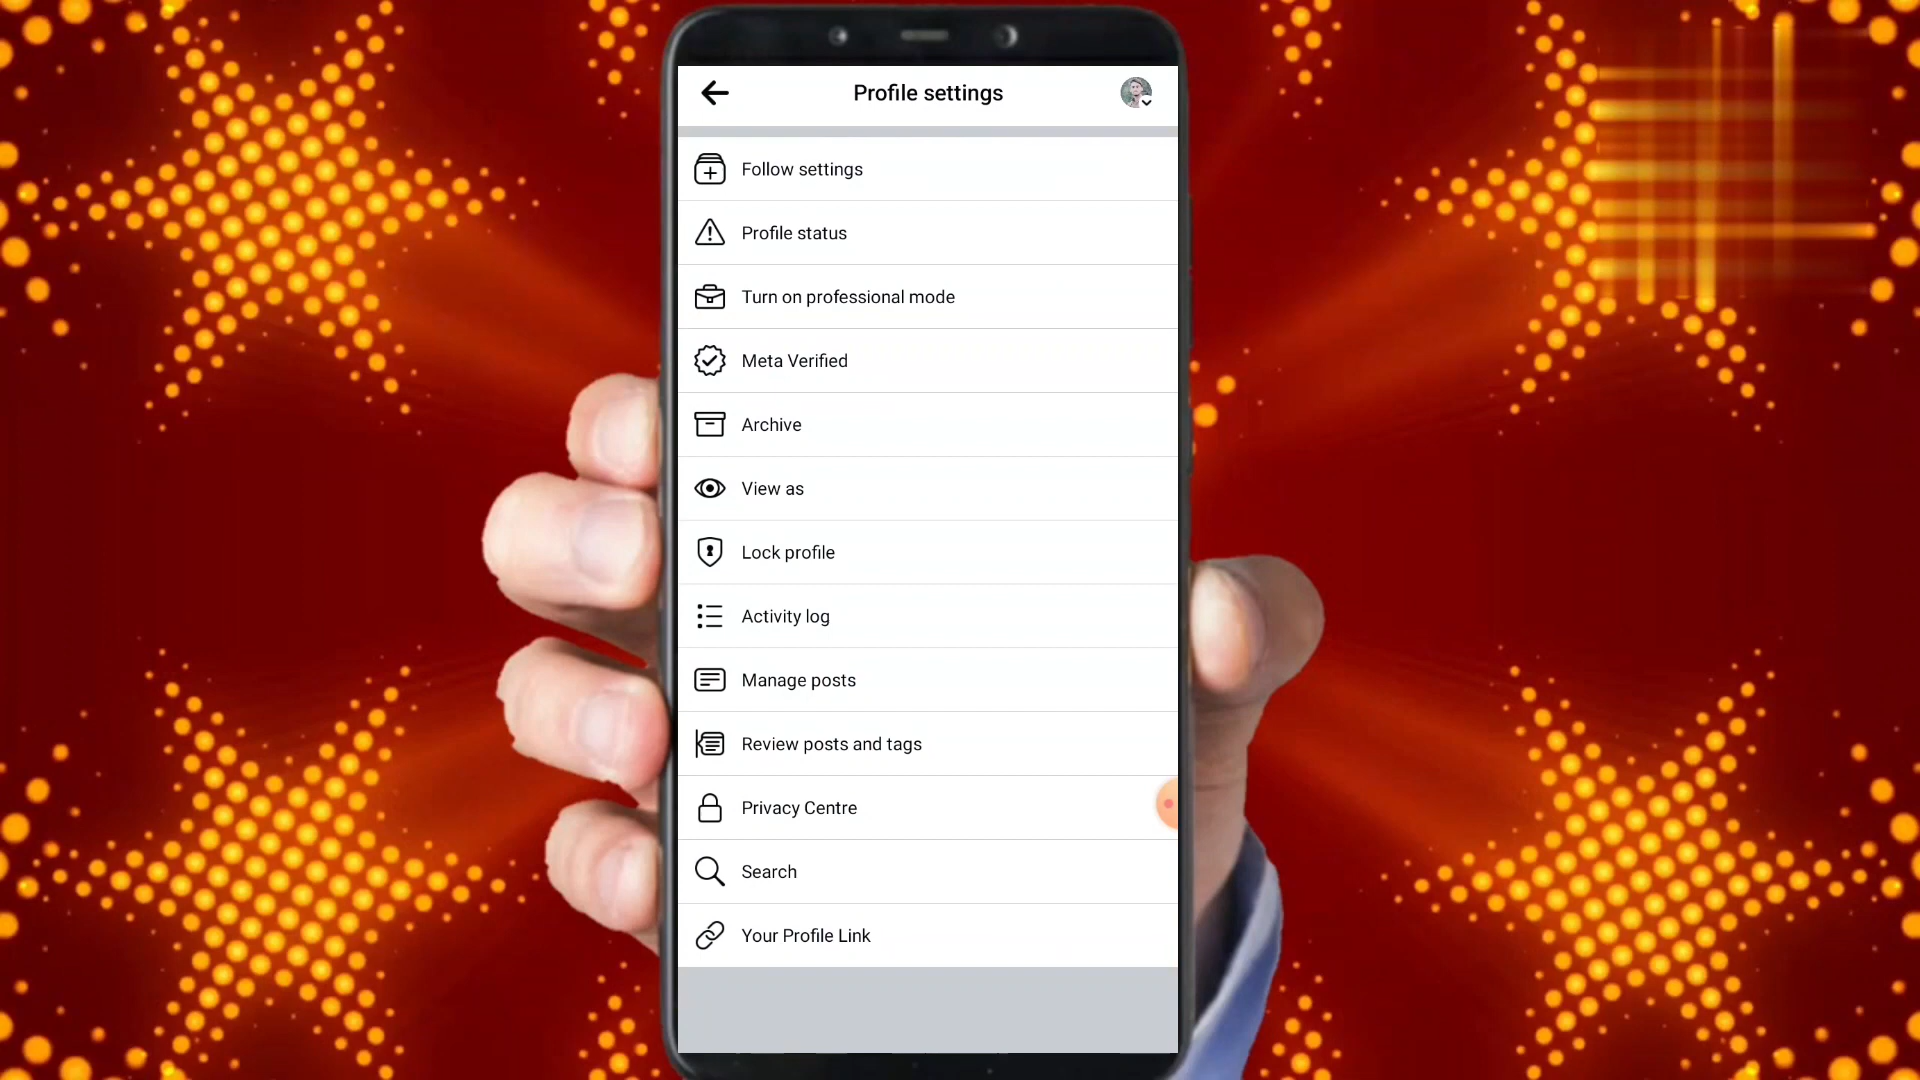 Profile settings
Follow settings
Profile status
Turn on professional mode
Meta Verified
Archive
View as
Lock profile
Activity log
Manage posts
Review posts and tags
Privacy Centre
Search
Your Profile Link